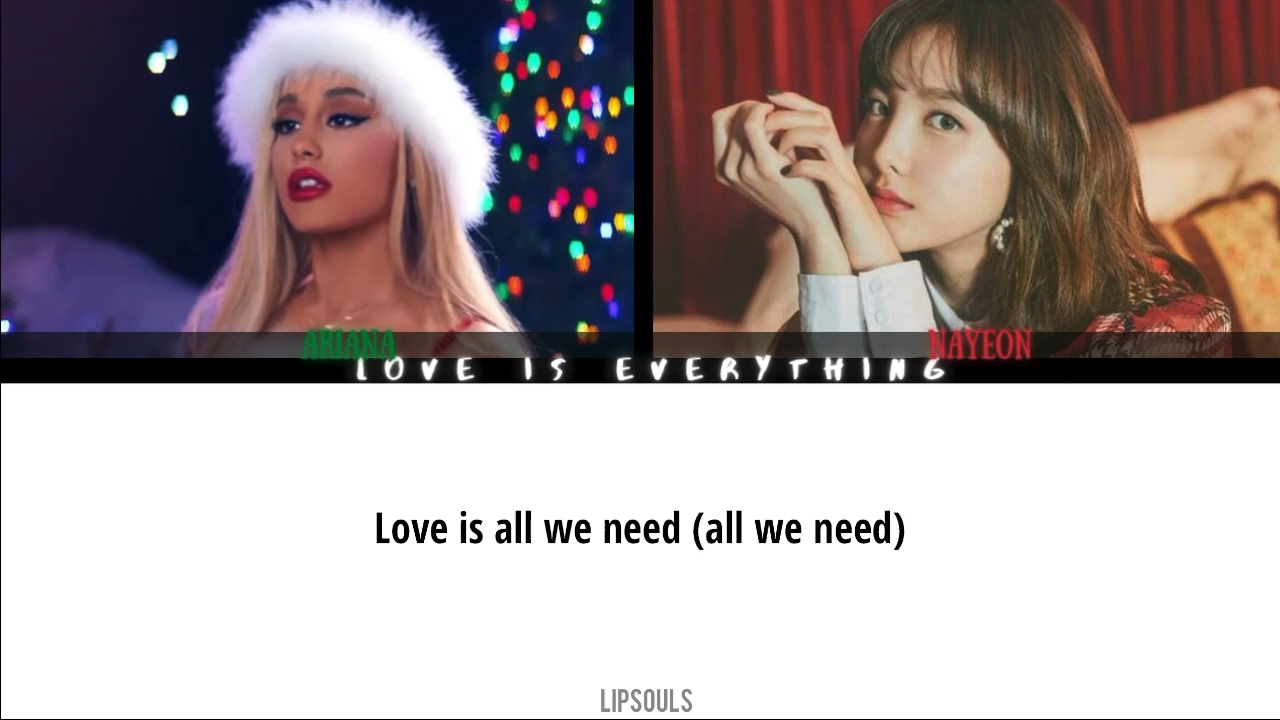 ARIANA
NAYEON
LOVE IS EVERYTHING
Love is all we need (all we need)
LIPSOULS